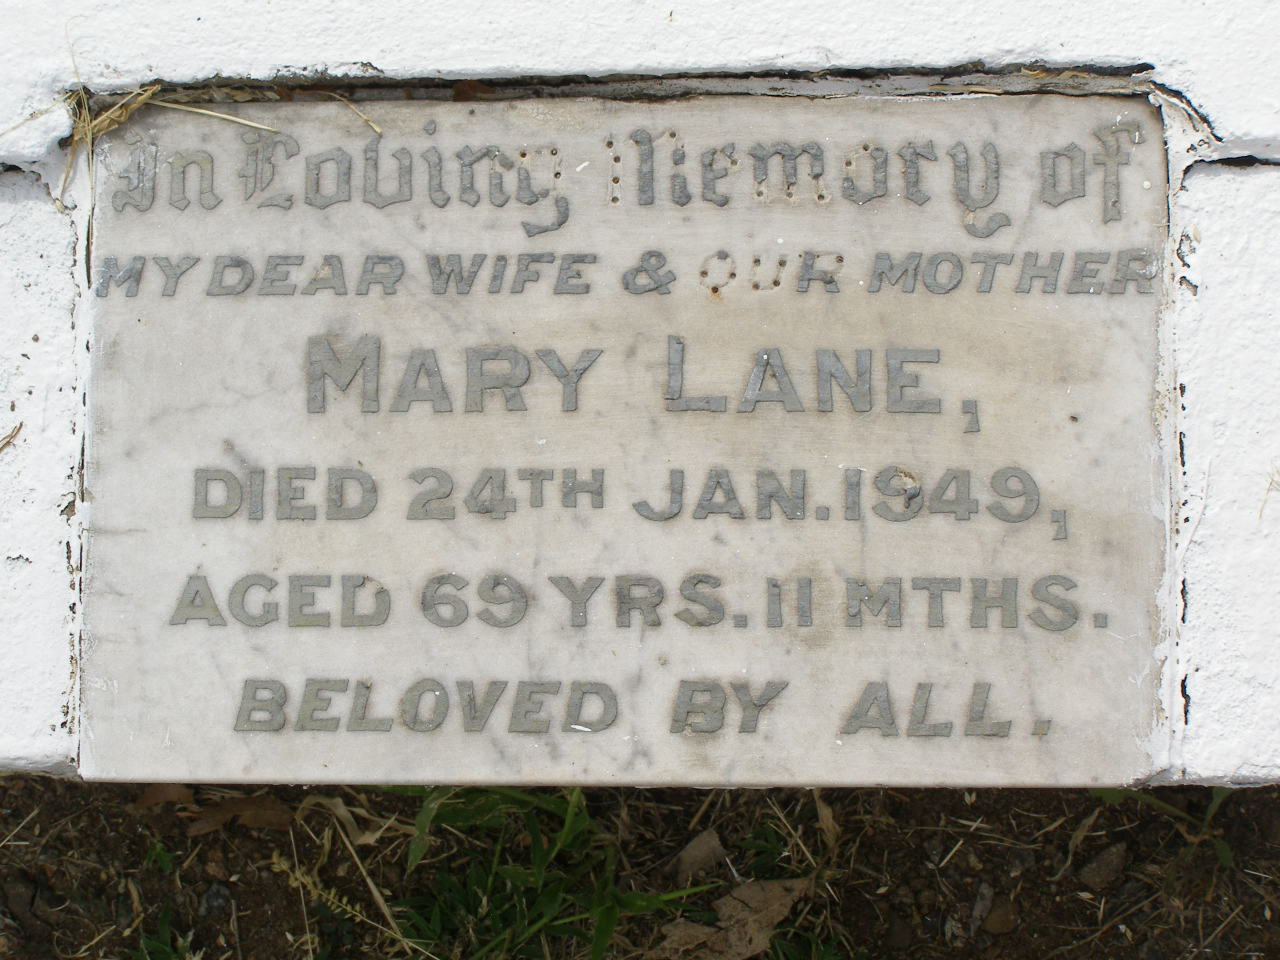 In Loving Memory of
MY DEAR WIFE & OUR MOTHER
MARY LANE,
DIED 24TH JAN. 1949,
AGED 69 YRS. 11 MTHS.
BELOVED BY ALL.